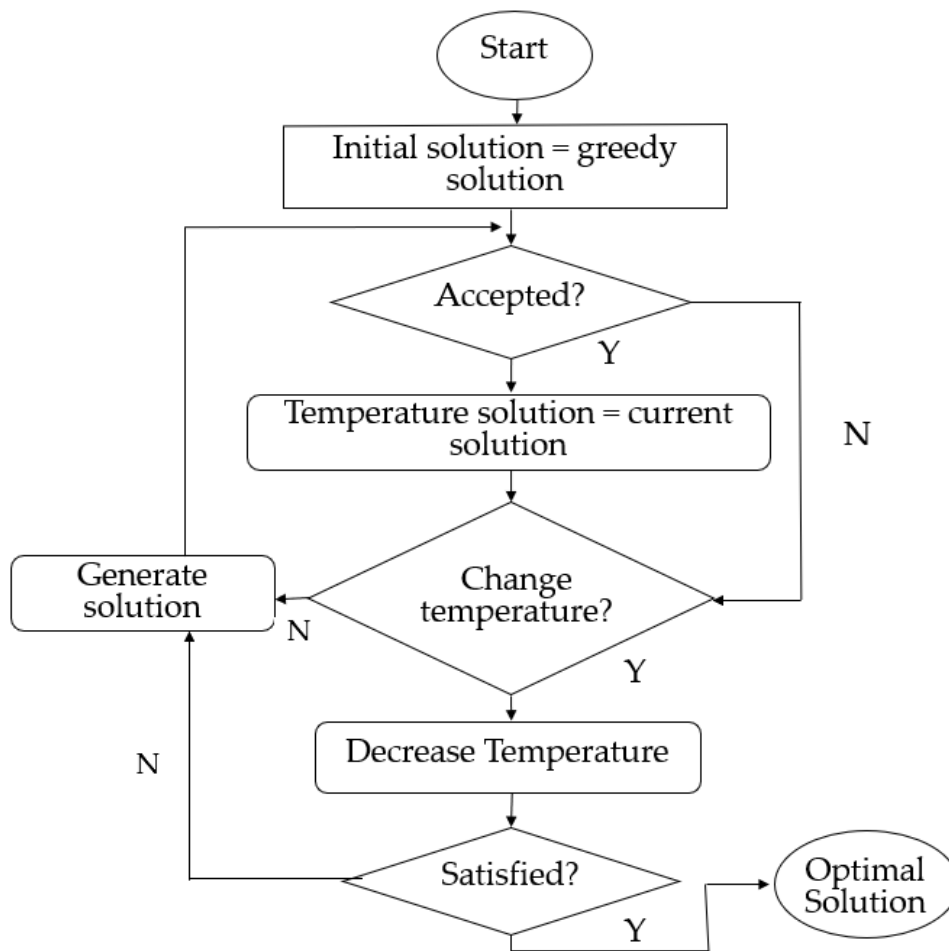 Start
Initial solution = greedy
solution
Accepted?
Y
Temperature solution = current
solution
N
Change
temperature?
Generate
solution
N
Y
Decrease Temperature
N
Satisfied?
Y
Optimal
Solution